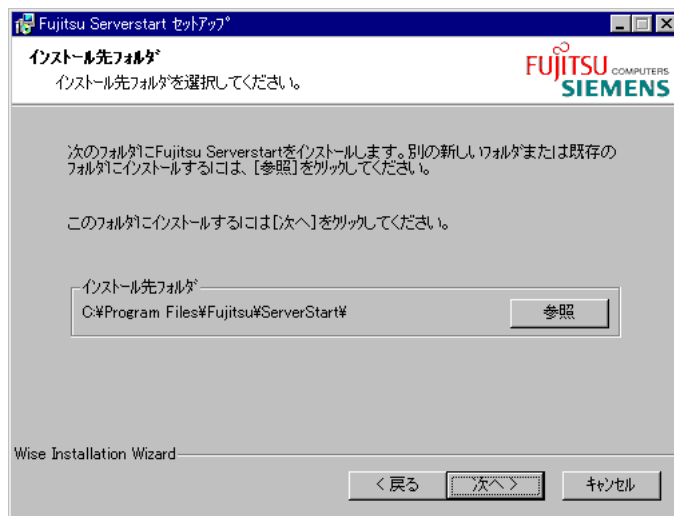 Fujitsu Serverstart ｾｯﾄｱｯﾌﾟ
インストール先フォルダ
インストール先フォルダを選択してください。
FUJITSU COMPUTERS
SIEMENS
次のフォルダにFujitsu Serverstartをインストールします。別の新しいフォルダまたは既存の
フォルダにインストールするには、[参照]をクリックしてください。
このフォルダにインストールするには[次へ]をクリックしてください。
インストール先フォルダ
C:¥Program Files¥Fujitsu¥ServerStart¥
参照
Wise Installation Wizard
< 戻る
次へ >
ｷｬﾝｾﾙ